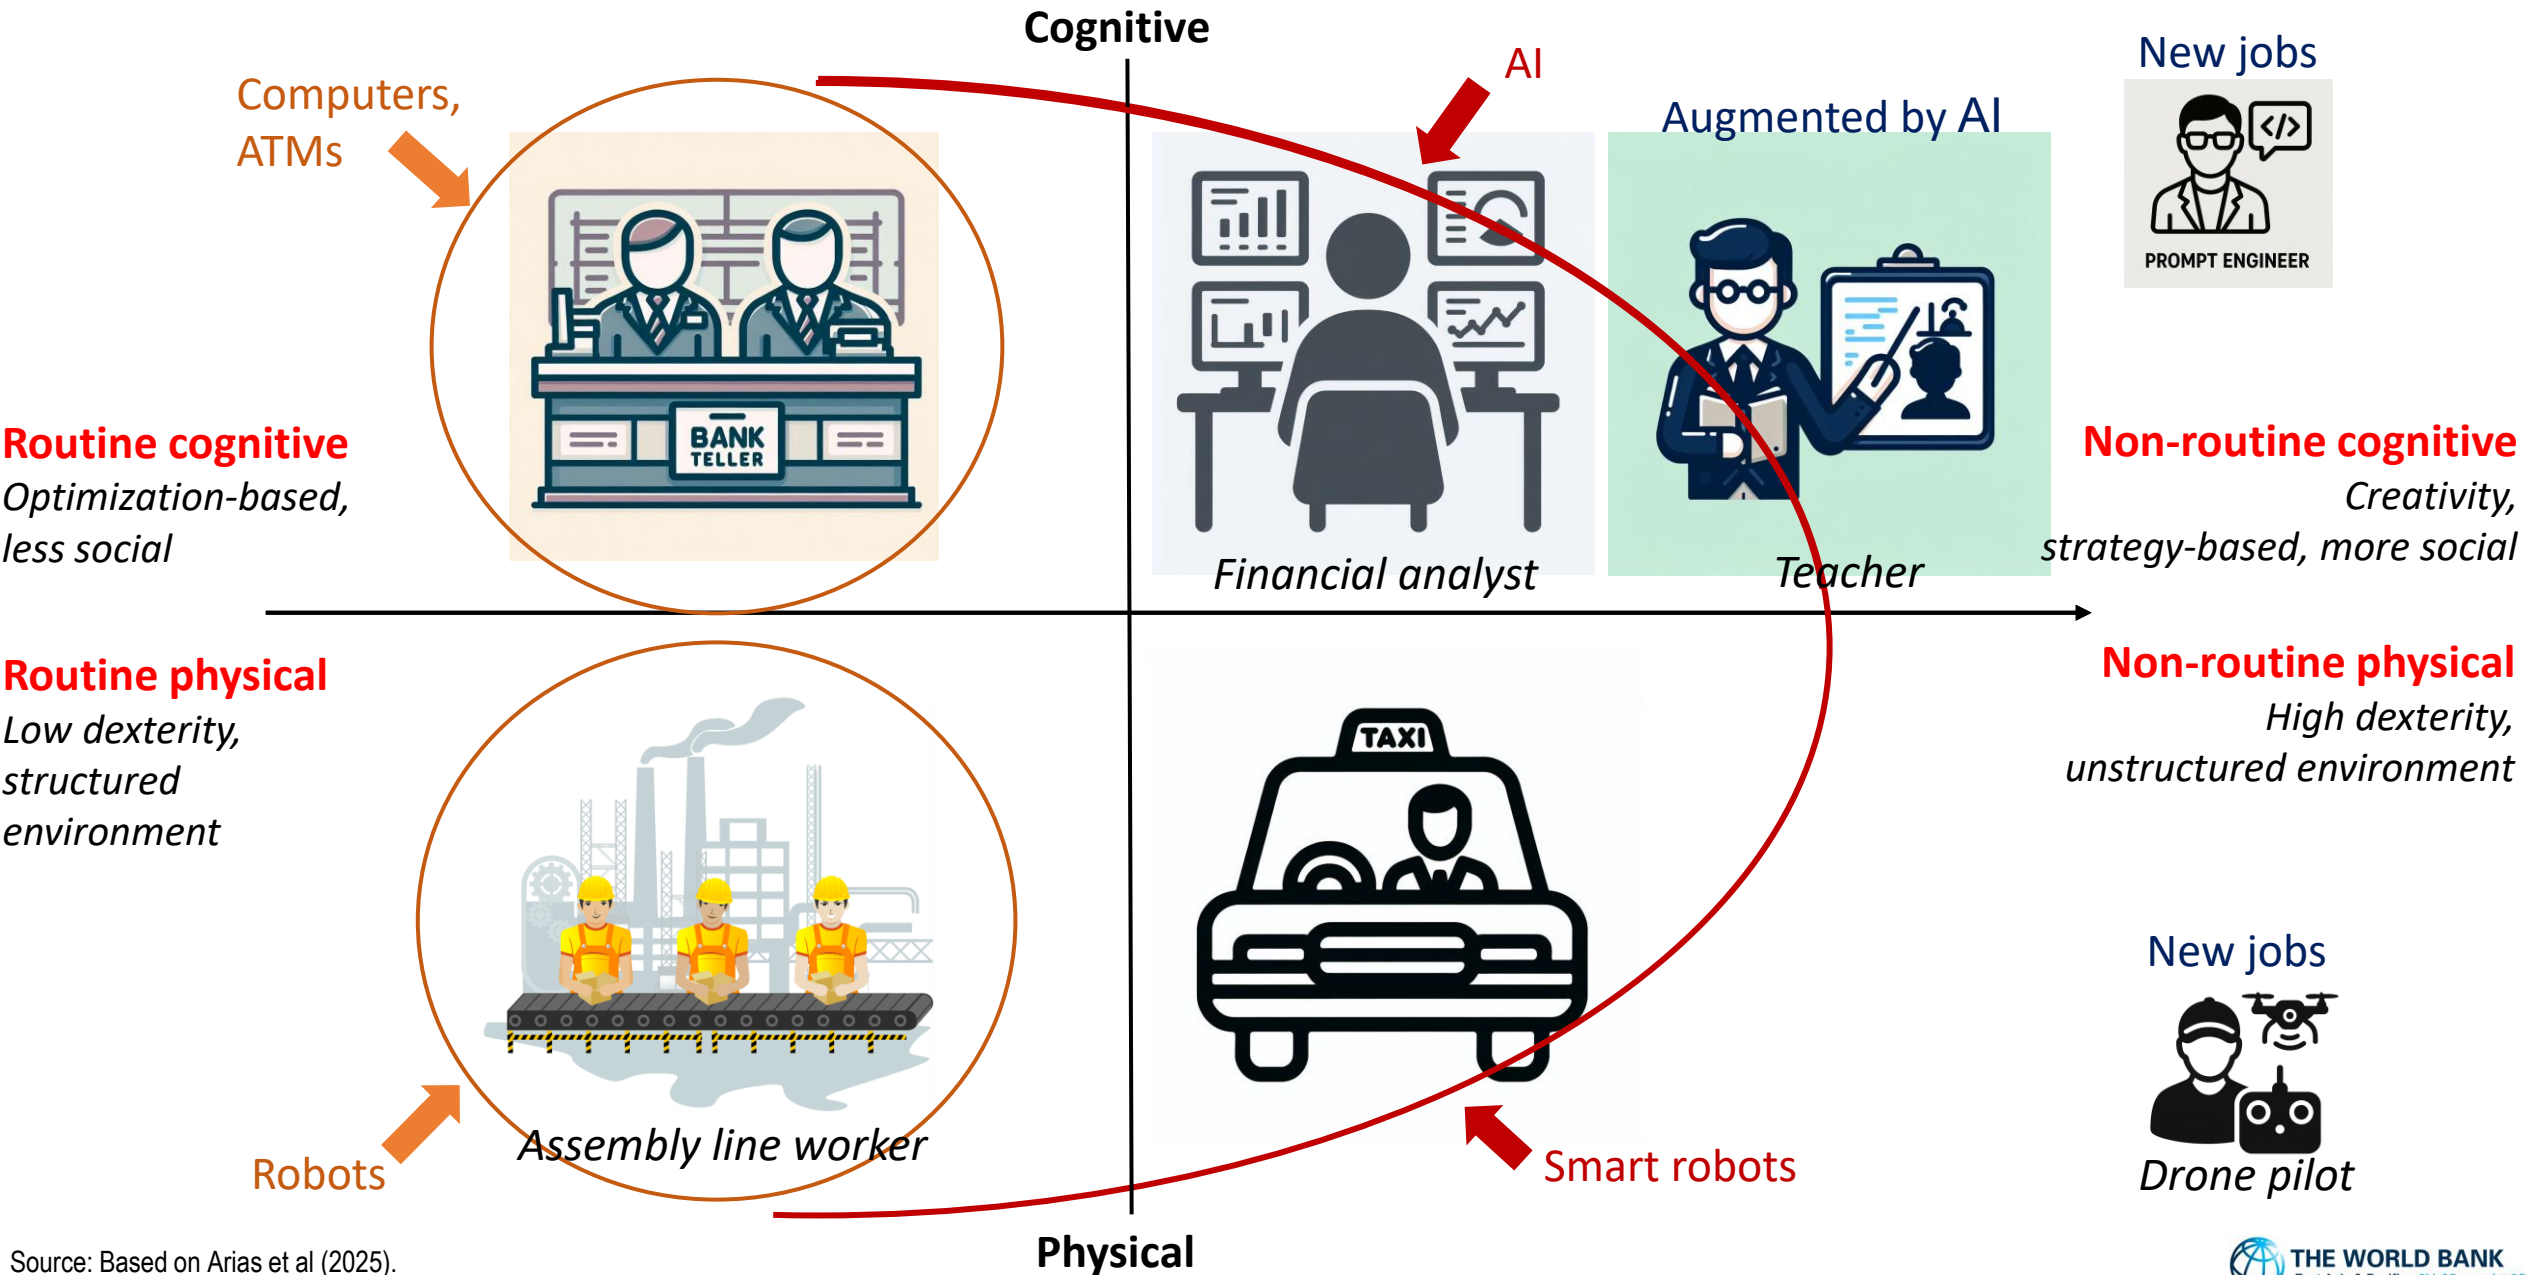 Cognitive
AI
New jobs
Computers,
ATMs
Augmented by AI
</>
PROMPT ENGINEER
BANK
TELLER
Routine cognitive
Optimization-based,
less social
Non-routine cognitive
Creativity,
strategy-based, more social
Financial analyst
Teacher
Routine physical
Low dexterity,
structured
environment
Non-routine physical
High dexterity,
unstructured environment
TAXI
New jobs
Assembly line worker
Robots
Smart robots
Drone pilot
Physical
Source: Based on Arias et al (2025).
THE WORLD BANK